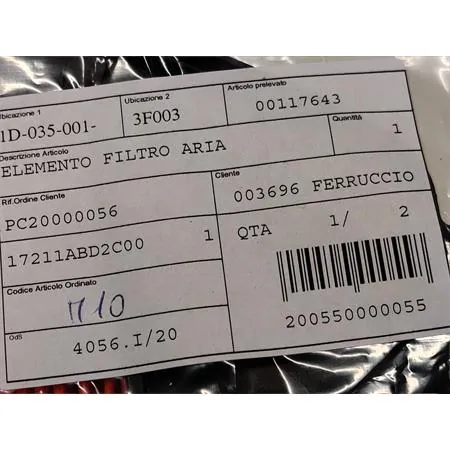 Ubicazione 1
1D-035-001-
Ubicazione 2
3F003
Articolo prelevato
00117643
Descrizione Articolo
ELEMENTO FILTRO ARIA
Quantità
1
Rif.Ordine Cliente
PC20000056
Cliente
003696 FERRUCCIO
17211ABD2C00 1
QTA 1/ 2
Codice Articolo Ordinato
M10
OdS
4056.I/20
200550000055